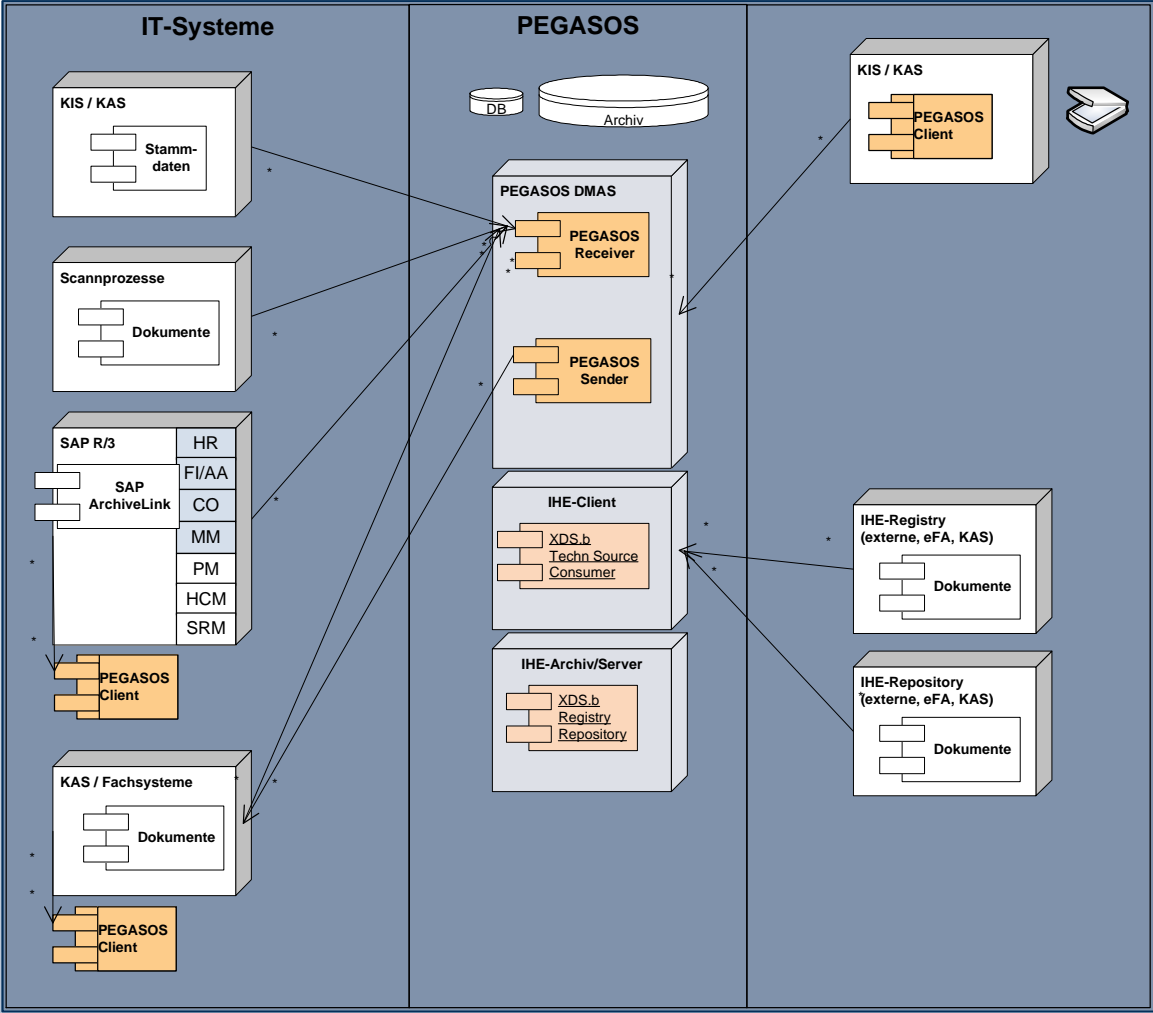 IT-Systeme
KIS / KAS
Stamm-
daten
Scannprozesse
Dokumente
SAP R/3
SAP
ArchiveLink
HR
FI/AA
CO
MM
PM
HCM
SRM
PEGASOS
Client
KAS / Fachsysteme
Dokumente
PEGASOS
Client
PEGASOS
DB
Archiv
PEGASOS DMAS
PEGASOS
Receiver
PEGASOS
Sender
IHE-Client
XDS.b
Techn Source
Consumer
IHE-Archiv/Server
XDS.b
Registry
Repository
KIS / KAS
PEGASOS
Client
IHE-Registry
(externe, eFA, KAS)
Dokumente
IHE-Repository
(externe, eFA, KAS)
Dokumente